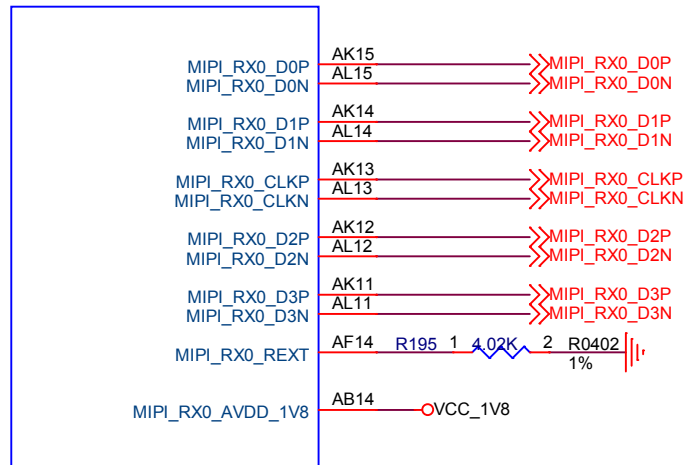 MIPI_RX0_D0P AK15 MIPI_RX0_D0P
MIPI_RX0_D0N AL15 MIPI_RX0_D0N
MIPI_RX0_D1P AK14 MIPI_RX0_D1P
MIPI_RX0_D1N AL14 MIPI_RX0_D1N
MIPI_RX0_CLKP AK13 MIPI_RX0_CLKP
MIPI_RX0_CLKN AL13 MIPI_RX0_CLKN
MIPI_RX0_D2P AK12 MIPI_RX0_D2P
MIPI_RX0_D2N AL12 MIPI_RX0_D2N
MIPI_RX0_D3P AK11 MIPI_RX0_D3P
MIPI_RX0_D3N AL11 MIPI_RX0_D3N
MIPI_RX0_REXT AF14 R195 1 4.02K 2 R0402
1%
MIPI_RX0_AVDD_1V8 AB14 VCC_1V8